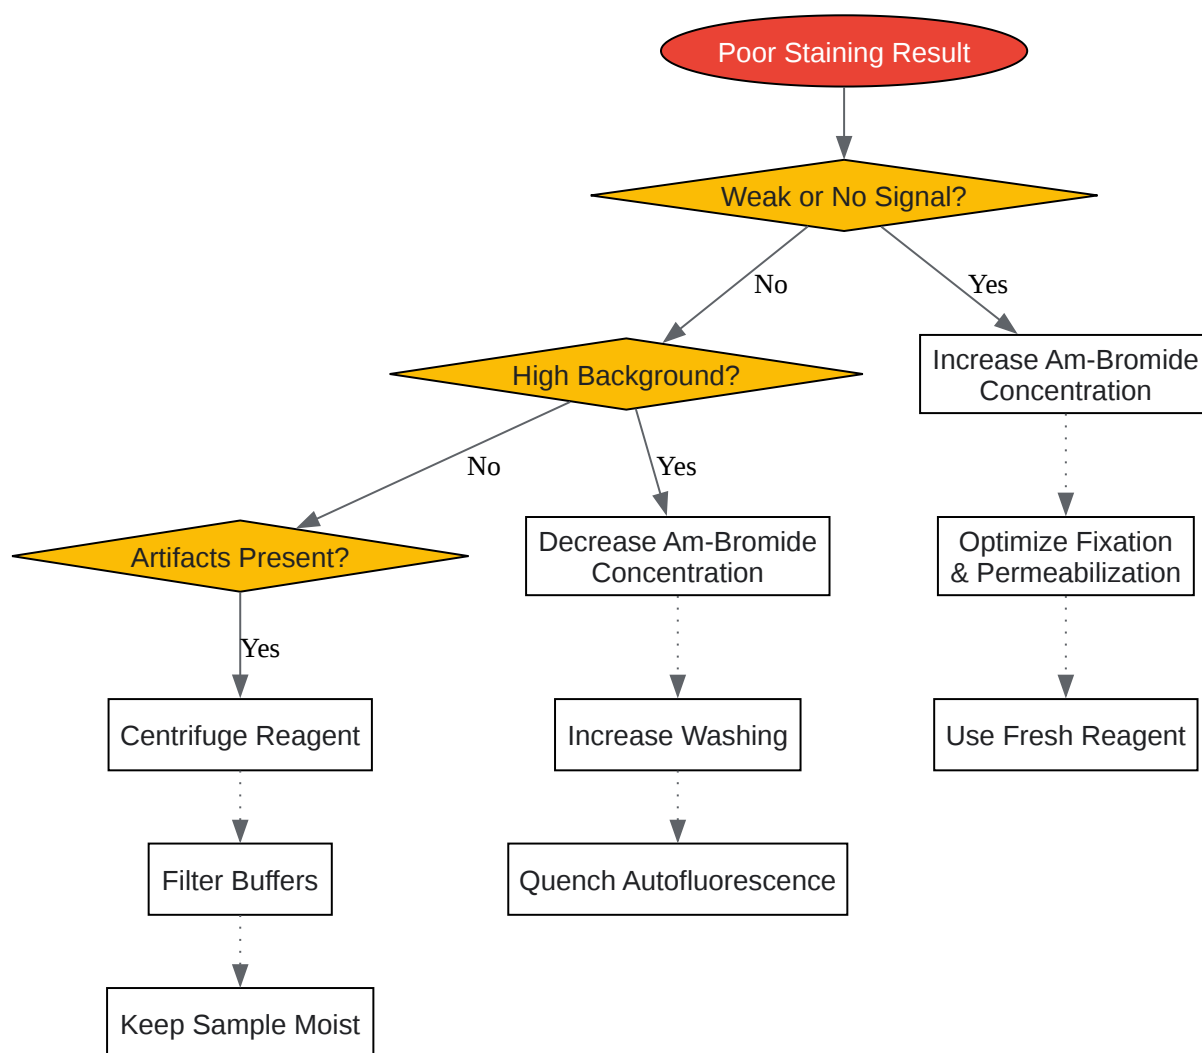 Poor Staining Result
Weak or No Signal?
No
Yes
High Background?
Increase Am-Bromide
Concentration
No
Yes
Artifacts Present?
Decrease Am-Bromide
Concentration
Optimize Fixation
& Permeabilization
Yes
Centrifuge Reagent
Increase Washing
Use Fresh Reagent
Filter Buffers
Quench Autofluorescence
Keep Sample Moist